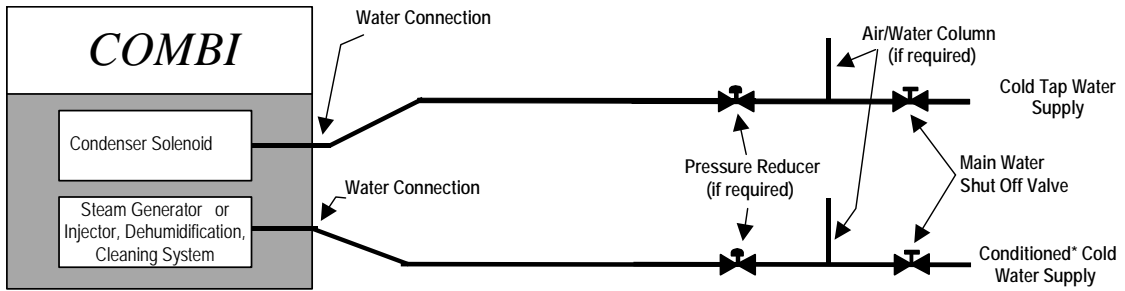 COMBI
Water Connection
Air/Water Column
(if required)
Cold Tap Water
Supply
Condenser Solenoid
Pressure Reducer
(if required)
Main Water
Shut Off Valve
Water Connection
Steam Generator or
Injector, Dehumidification,
Cleaning System
Conditioned* Cold
Water Supply